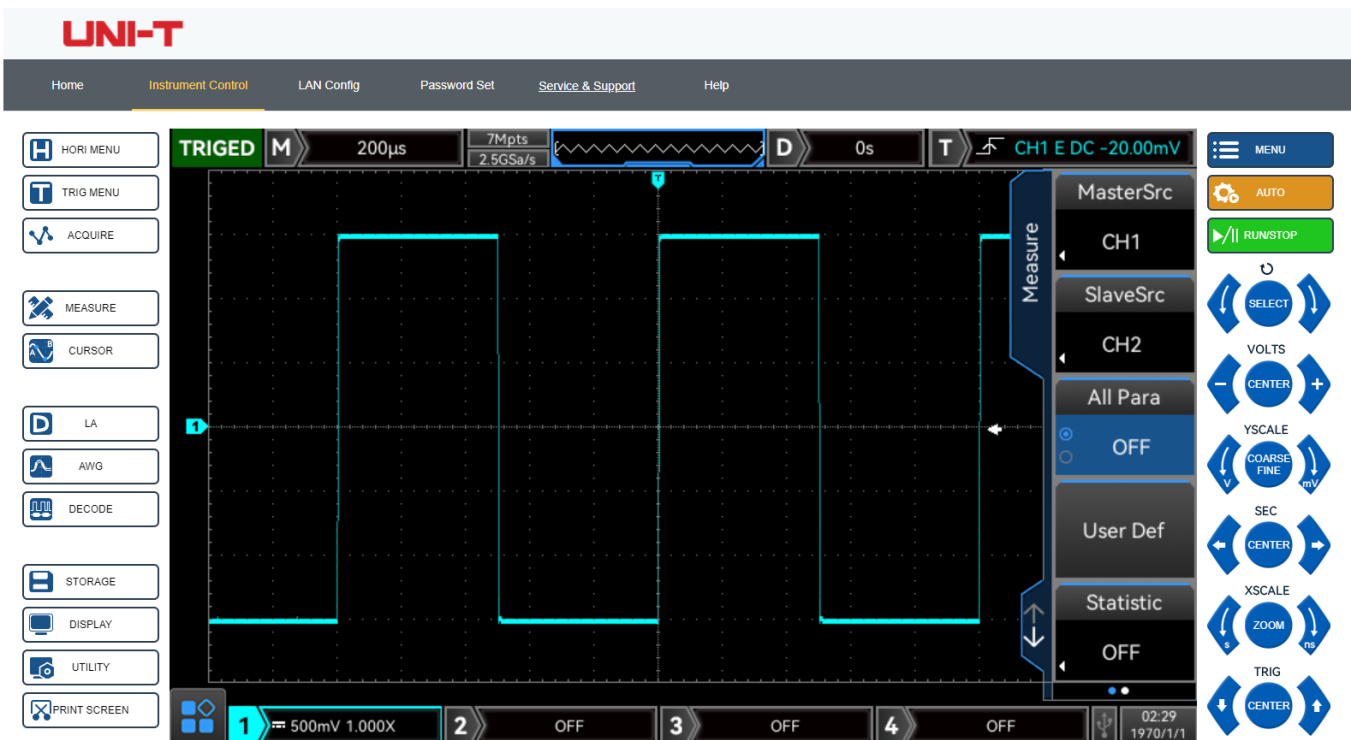 UNI-T
Home Instrument Control LAN Config Password Set Service & Support Help
HORI MENU
TRIG MENU
ACQUIRE
MEASURE
CURSOR
LA
AWG
DECODE
STORAGE
DISPLAY
UTILITY
PRINT SCREEN
TRIGED M 200µs 7Mpts 2.5GSa/s D 0s T CH1 E DC -20.00mV
T
1
Measure
MasterSrc
CH1
SlaveSrc
CH2
All Para
OFF
User Def
Statistic
OFF
1 500mV 1.000X 2 OFF 3 OFF 4 OFF 02:29
1970/1/1
MENU
AUTO
RUN/STOP
SELECT
VOLTS
- CENTER +
YSCALE
COARSE
FINE
V mV
SEC
CENTER
XSCALE
ZOOM
s ns
TRIG
CENTER